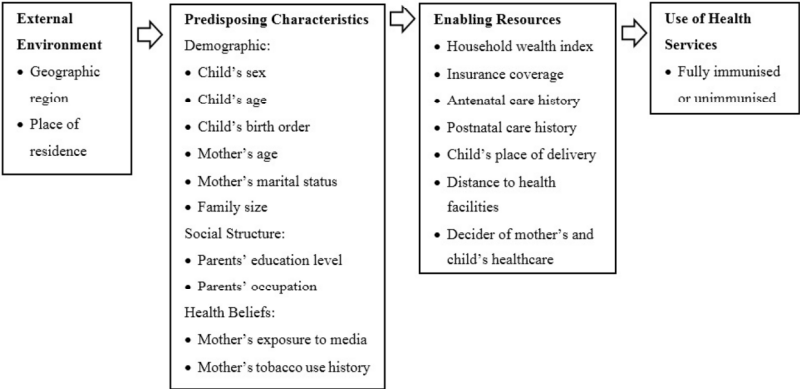 External
Environment
• Geographic
region
• Place of
residence
Predisposing Characteristics
Demographic:
• Child's sex
• Child's age
• Child's birth order
• Mother's age
• Mother's marital status
• Family size
Social Structure:
• Parents' education level
• Parents' occupation
Health Beliefs:
• Mother's exposure to media
• Mother's tobacco use history
Enabling Resources
• Household wealth index
• Insurance coverage
• Antenatal care history
• Postnatal care history
• Child's place of delivery
• Distance to health
facilities
• Decider of mother's and
child's healthcare
Use of Health
Services
• Fully immunised
or unimmunised